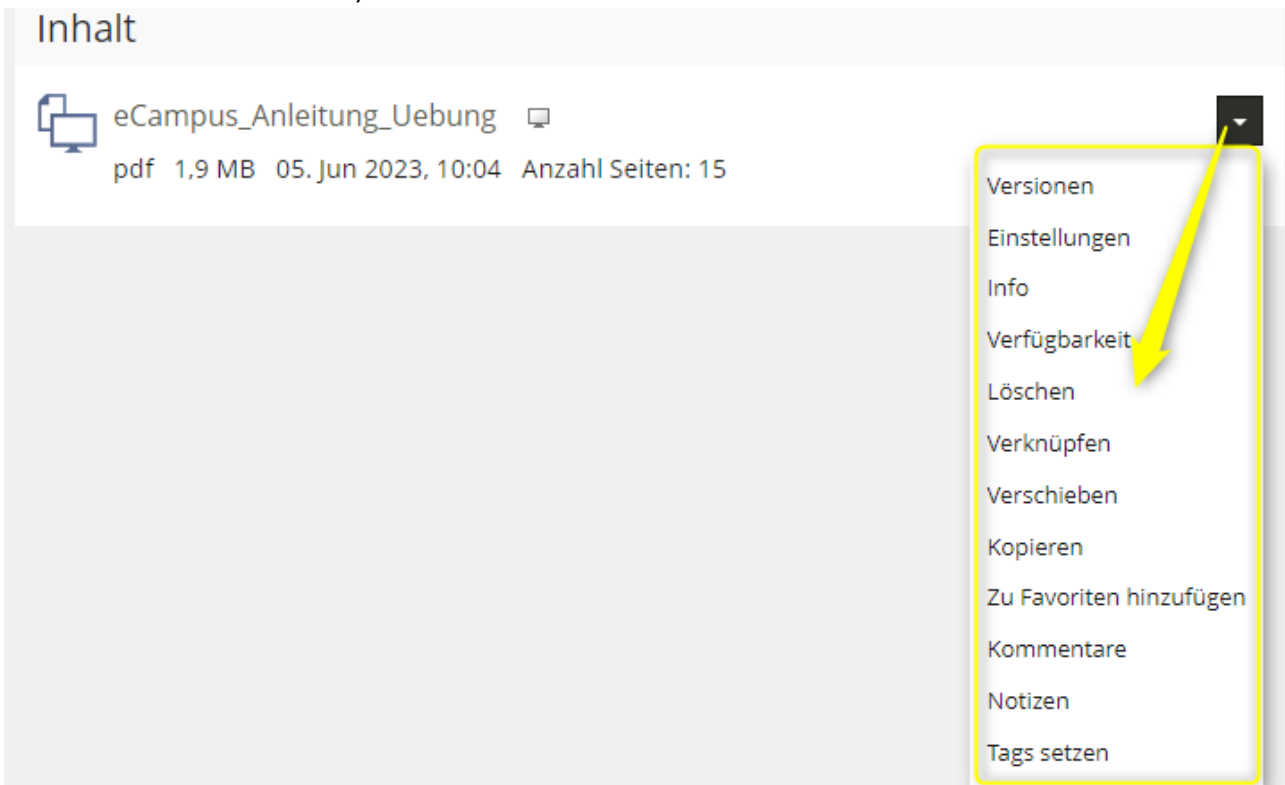 Inhalt
eCampus_Anleitung_Uebung
pdf 1,9 MB 05. Jun 2023, 10:04 Anzahl Seiten: 15
Versionen
Einstellungen
Info
Verfügbarkeit
Löschen
Verknüpfen
Verschieben
Kopieren
Zu Favoriten hinzufügen
Kommentare
Notizen
Tags setzen